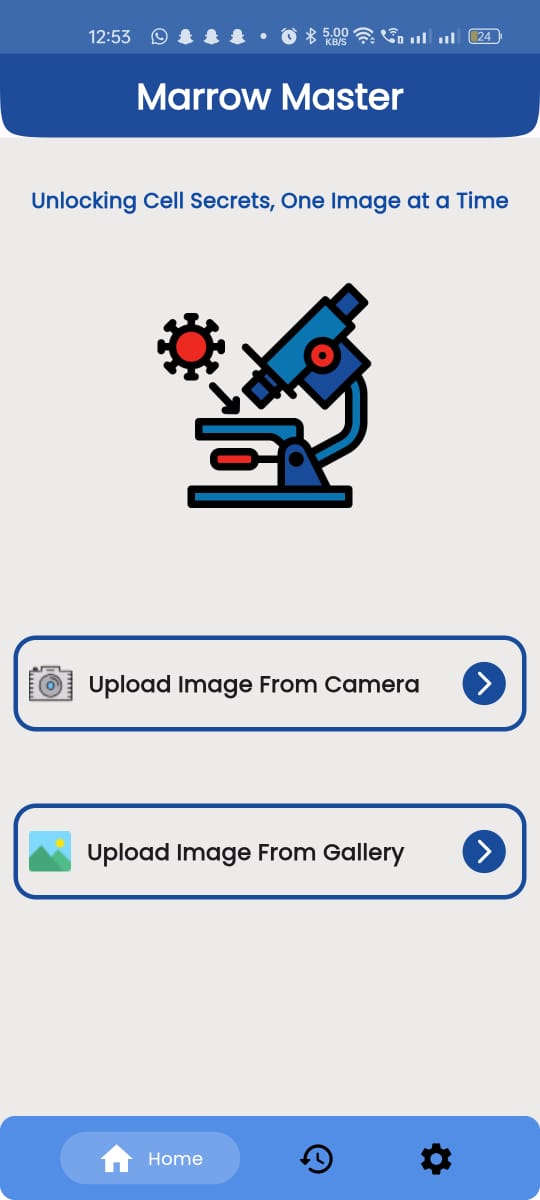 12:53 5.00 KB/S 24
Marrow Master
Unlocking Cell Secrets, One Image at a Time
Upload Image From Camera
Upload Image From Gallery
Home